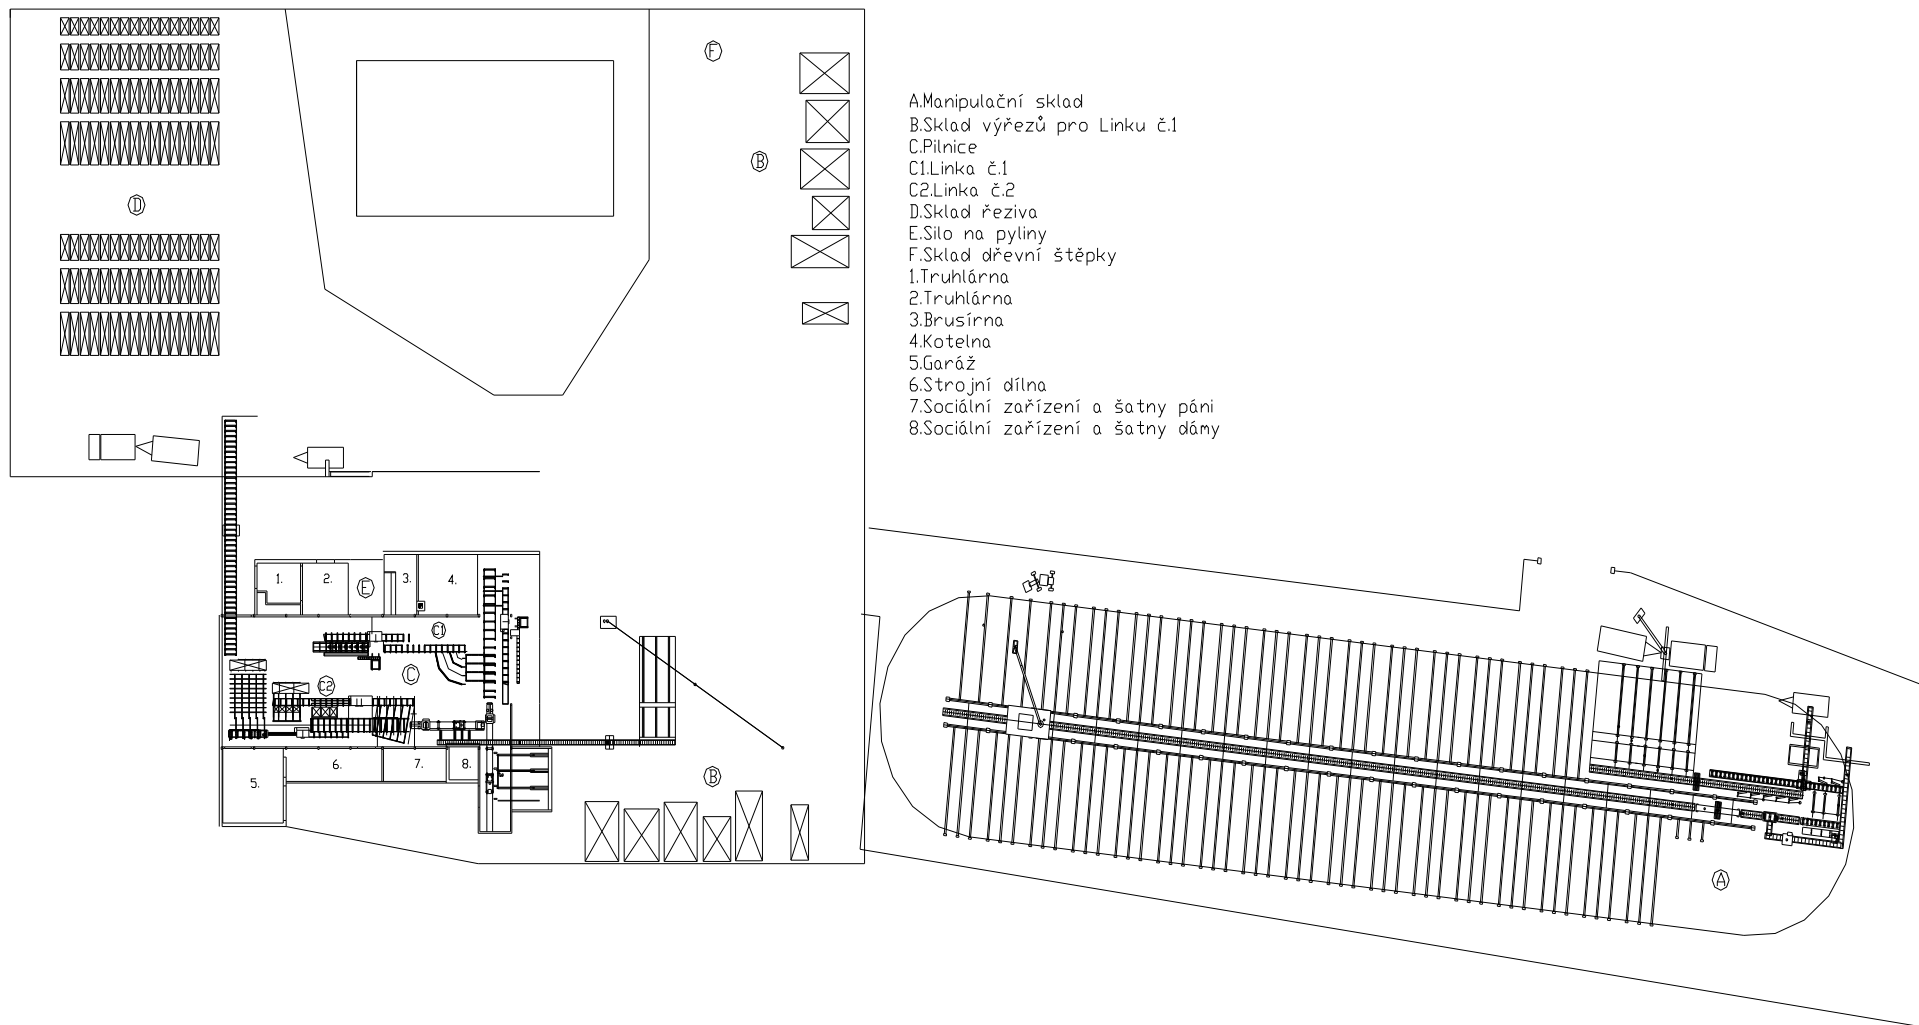 F
B
D
A.Manipulační sklad
B.Sklad výřezů pro Linku č.1
C.Pilnice
C1.Linka č.1
C2.Linka č.2
D.Sklad řeziva
E.Silo na pyliny
F.Sklad dřevní štěpky
1.Truhlárna
2.Truhlárna
3.Brusírna
4.Kotelna
5.Garáž
6.Strojní dílna
7.Sociální zařízení a šatny páni
8.Sociální zařízení a šatny dámy
1.
2.
E
3.
4.
C1
C
C2
5.
6.
7.
8.
B
A